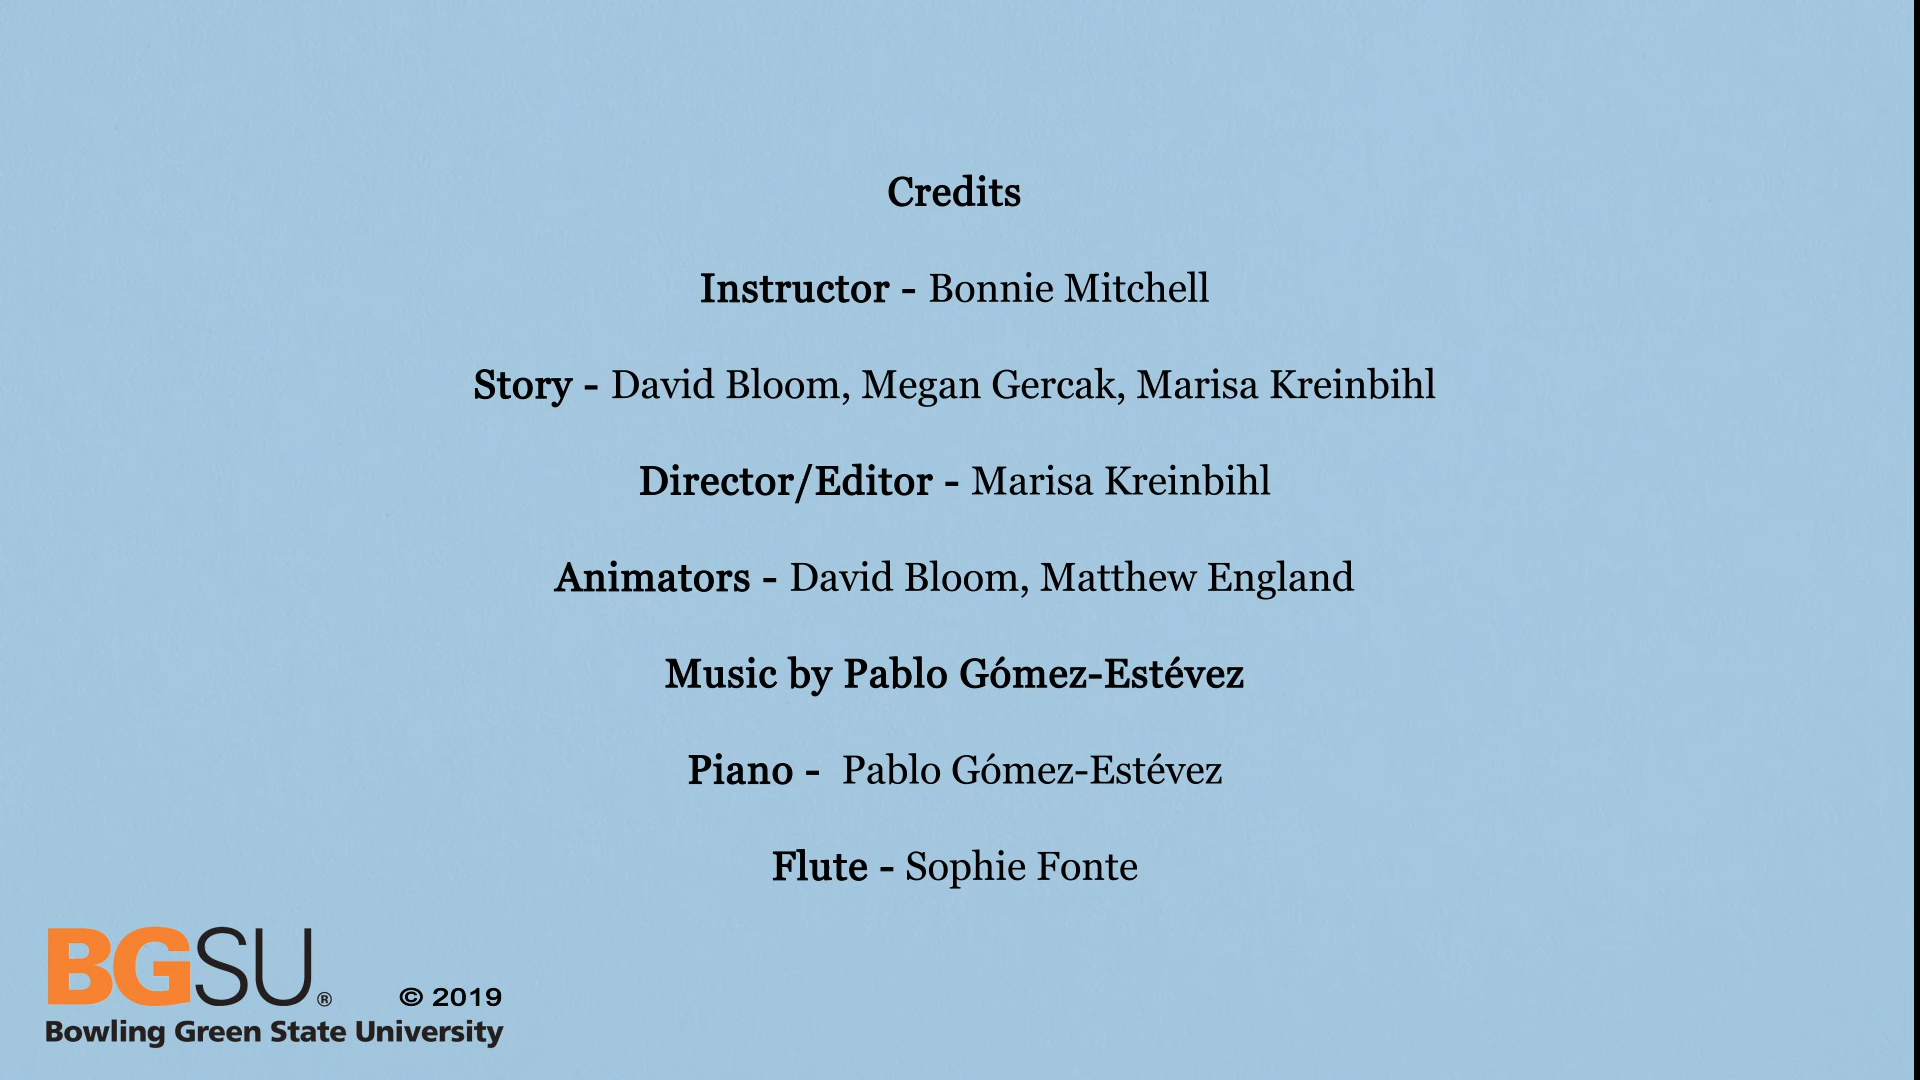 Credits
Instructor - Bonnie Mitchell
Story - David Bloom, Megan Gercak, Marisa Kreinbihl
Director/Editor - Marisa Kreinbihl
Animators - David Bloom, Matthew England
Music by Pablo Gómez-Estévez
Piano -  Pablo Gómez-Estévez
Flute - Sophie Fonte
BGSU® © 2019
Bowling Green State University